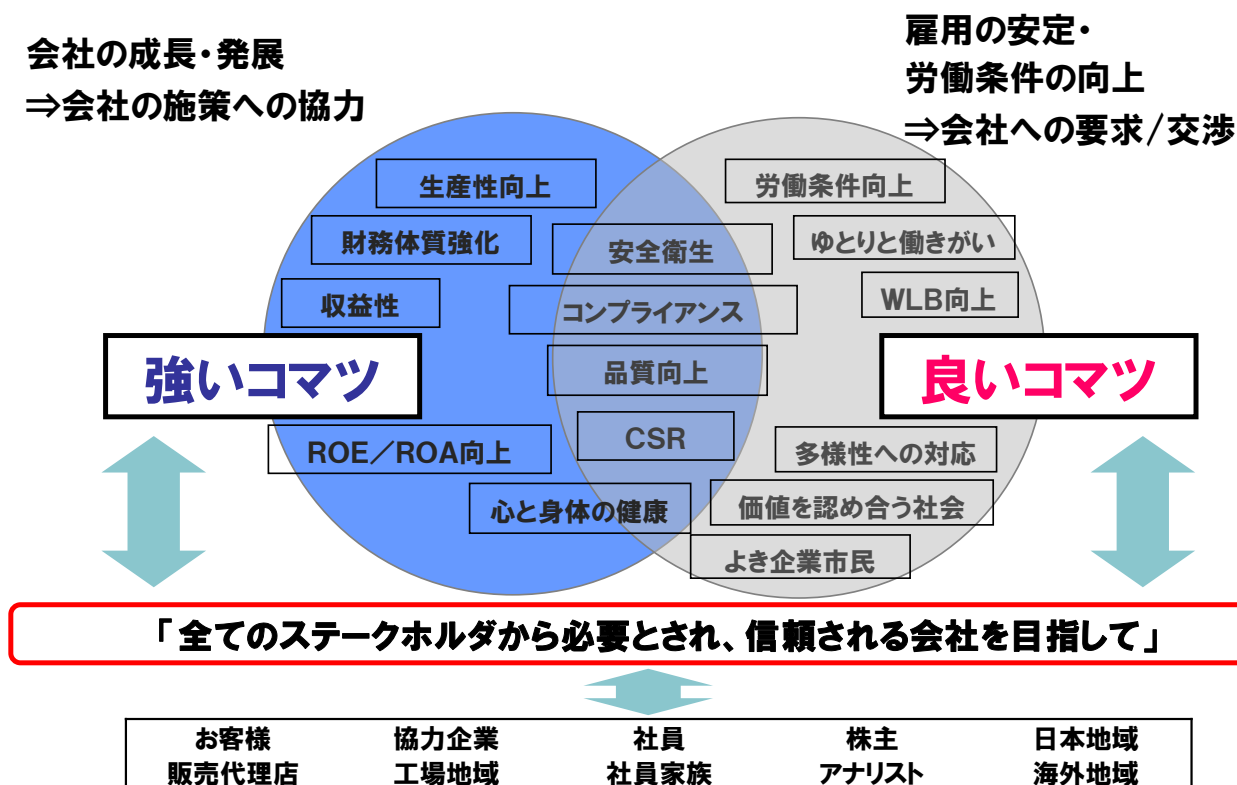 会社の成長・発展
⇒会社の施策への協力
雇用の安定・
労働条件の向上
⇒会社への要求/交渉
生産性向上
財務体質強化
収益性
強いコマツ
ROE／ROA向上
安全衛生
コンプライアンス
品質向上
CSR
心と身体の健康
労働条件向上
ゆとりと働きがい
WLB向上
良いコマツ
多様性への対応
価値を認め合う社会
よき企業市民
「全てのステークホルダから必要とされ、信頼される会社を目指して」
お客様 協力企業 社員 株主 日本地域
販売代理店 工場地域 社員家族 アナリスト 海外地域